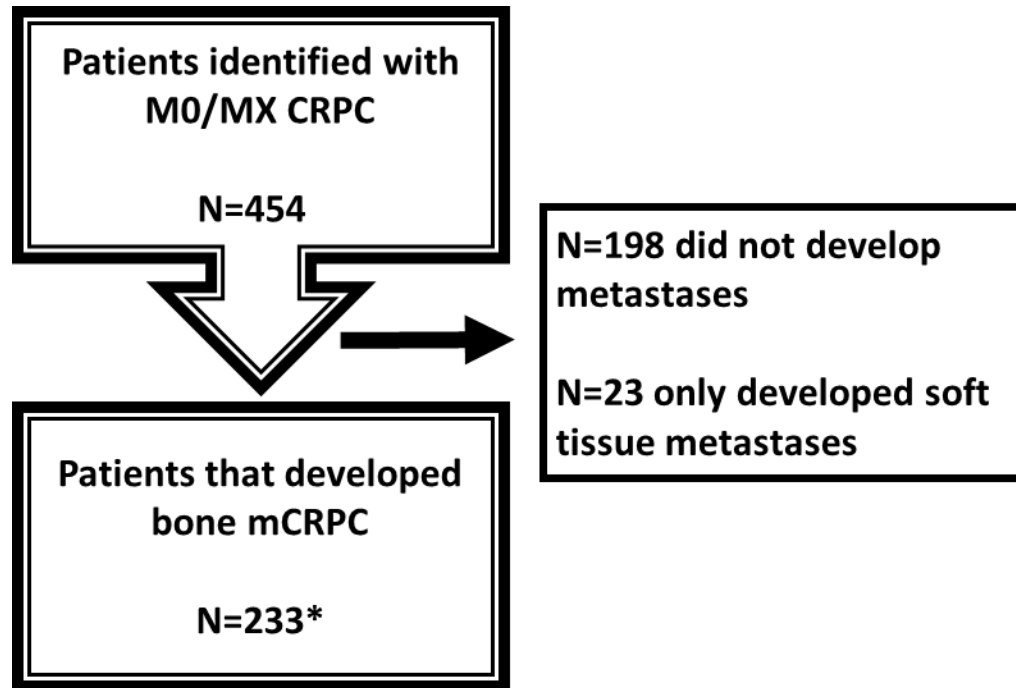 Patients identified with
M0/MX CRPC
N=454
N=198 did not develop
metastases
N=23 only developed soft
tissue metastases
Patients that developed
bone mCRPC
N=233*